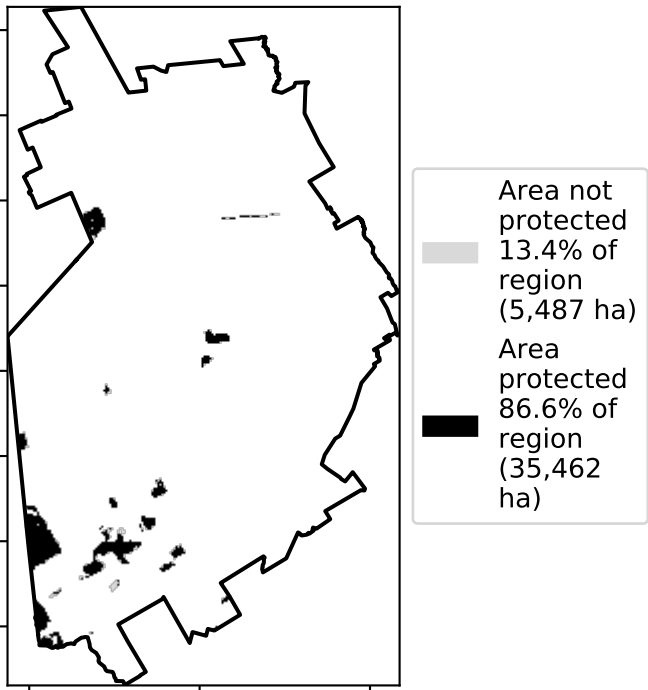 Area not
protected
13.4% of
region
(5,487 ha)
Area
protected
86.6% of
region
(35,462
ha)